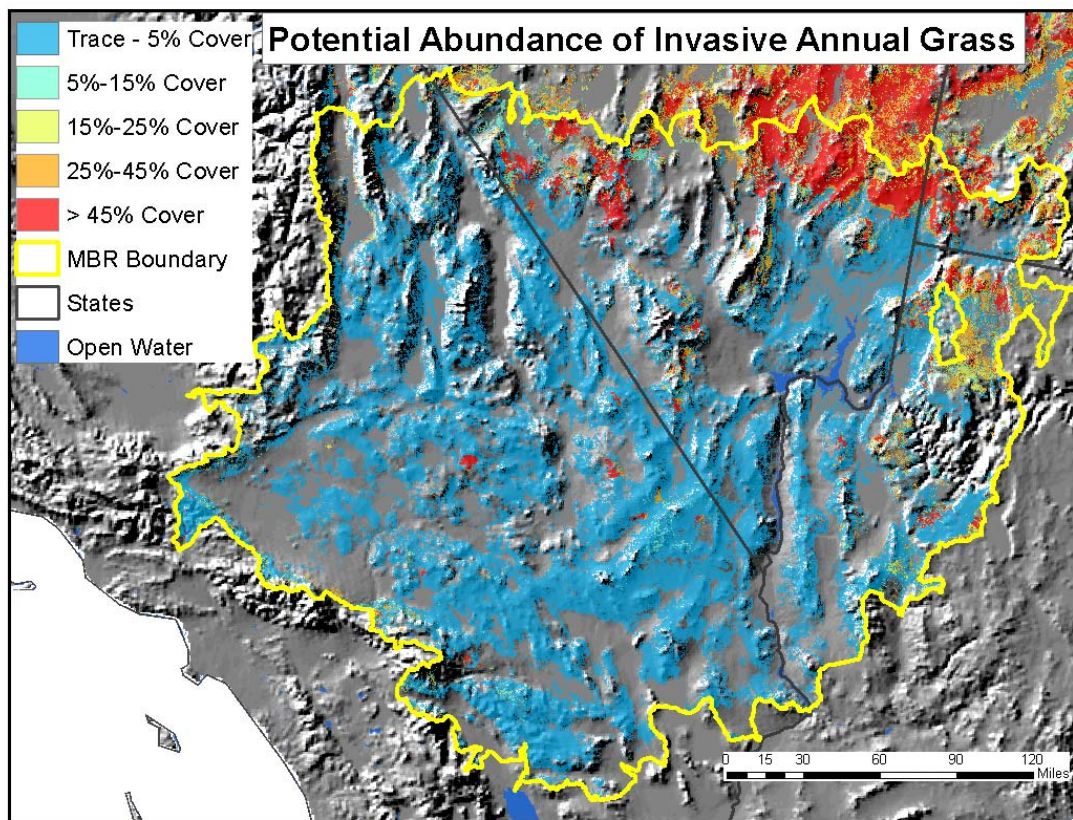 Potential Abundance of Invasive Annual Grass
Trace - 5% Cover
5%-15% Cover
15%-25% Cover
25%-45% Cover
> 45% Cover
MBR Boundary
States
Open Water
0 15 30 60 90 120
Miles